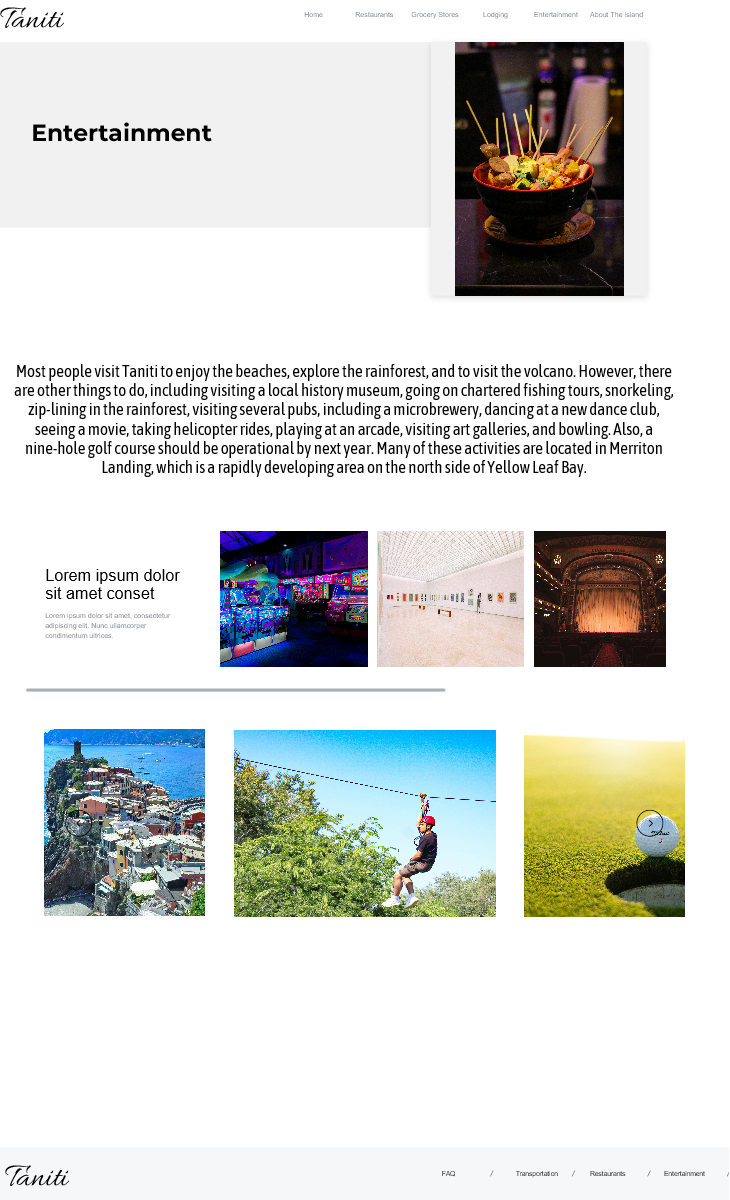 Taniti
Home Restaurants Grocery Stores Lodging Entertainment About The Island
Entertainment
Most people visit Taniti to enjoy the beaches, explore the rainforest, and to visit the volcano. However, there
are other things to do, including visiting a local history museum, going on chartered fishing tours, snorkeling,
zip-lining in the rainforest, visiting several pubs, including a microbrewery, dancing at a new dance club,
seeing a movie, taking helicopter rides, playing at an arcade, visiting art galleries, and bowling. Also, a
nine-hole golf course should be operational by next year. Many of these activities are located in Merriton
Landing, which is a rapidly developing area on the north side of Yellow Leaf Bay.
Lorem ipsum dolor
sit amet conset
Lorem ipsum dolor sit amet, consectetur
adipiscing elit. Nunc ullamcorper
condimentum ultrices.
Taniti
FAQ / Transportation / Restaurants / Entertainment /